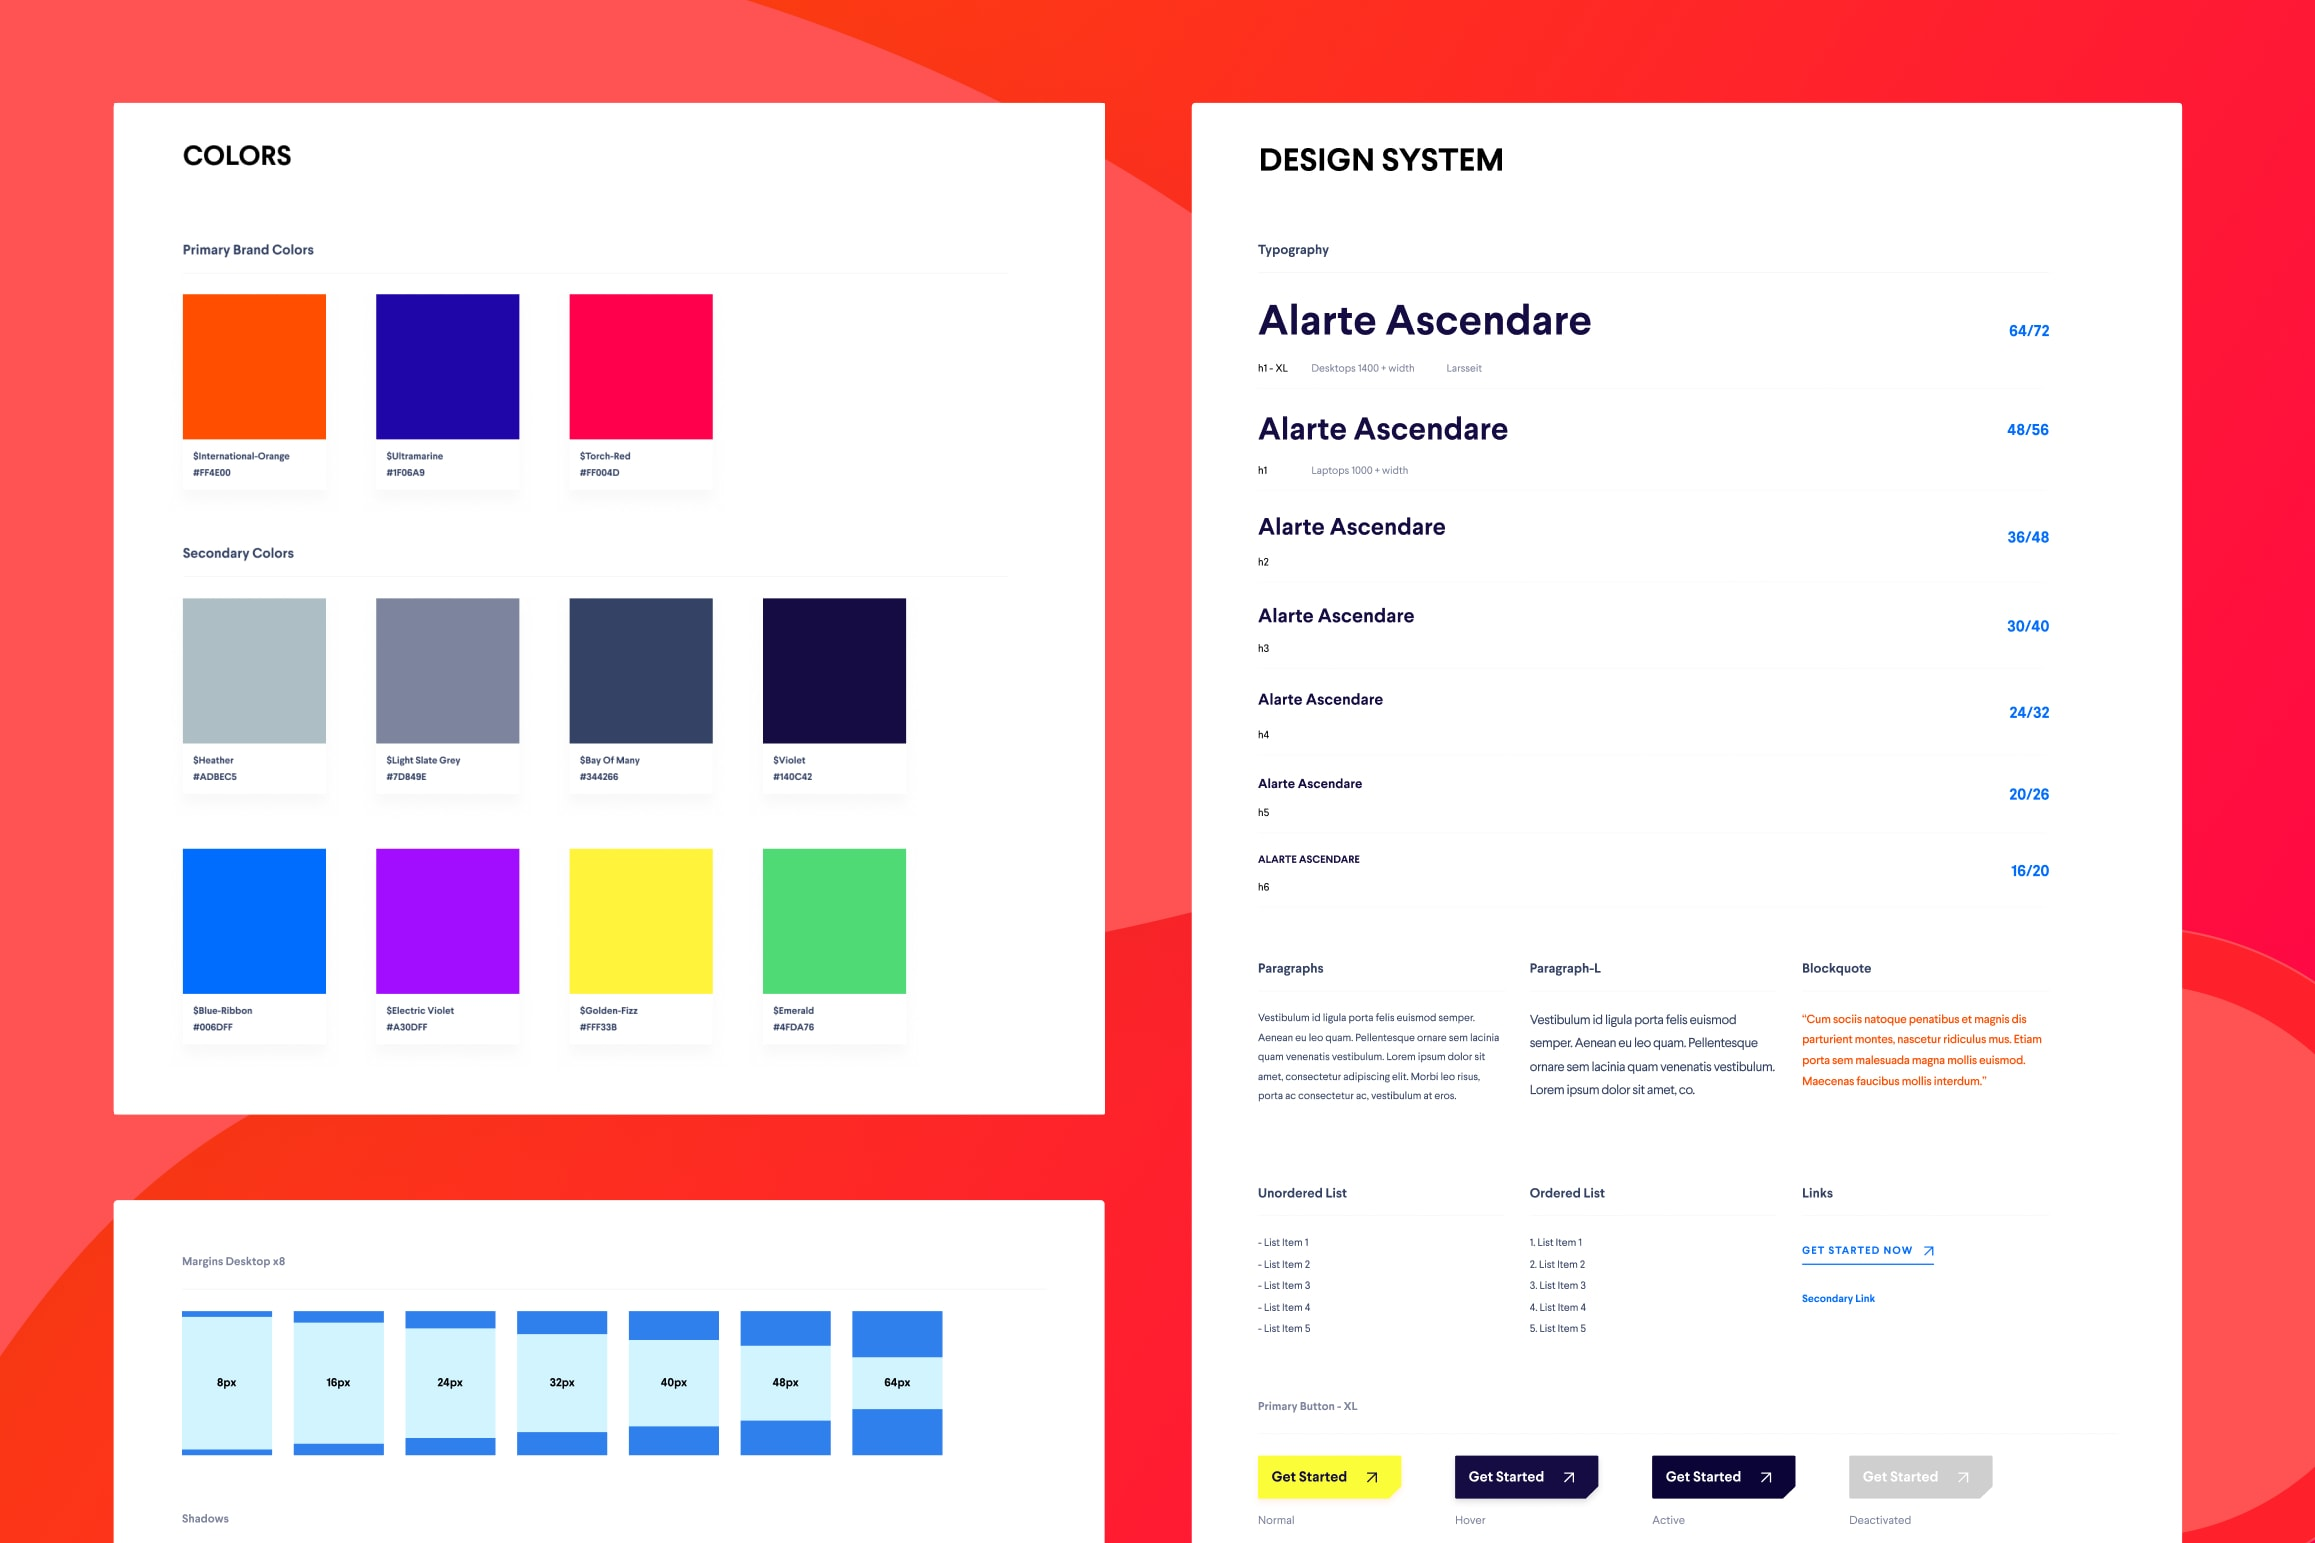 COLORS
Primary Brand Colors
$International-Orange
#FF4E00
$Ultramarine
#1F06A9
$Torch-Red
#FF004D
Secondary Colors
$Heather
#ADBEC5
$Light Slate Grey
#7D849E
$Bay Of Many
#344266
$Violet
#140C42
$Blue-Ribbon
#006DFF
$Electric Violet
#A30DFF
$Golden-Fizz
#FFF33B
$Emerald
#4FDA76
Margins Desktop x8
8px
16px
24px
32px
40px
48px
64px
Shadows
DESIGN SYSTEM
Typography
Alarte Ascendare
64/72
h1 - XL
Desktops 1400 + width
Larsseit
Alarte Ascendare
48/56
h1
Laptops 1000 + width
Alarte Ascendare
36/48
h2
Alarte Ascendare
30/40
h3
Alarte Ascendare
24/32
h4
Alarte Ascendare
20/26
h5
ALARTE ASCENDARE
16/20
h6
Paragraphs
Vestibulum id ligula porta felis euismod semper.
Aenean eu leo quam. Pellentesque ornare sem lacinia
quam venenatis vestibulum. Lorem ipsum dolor sit
amet, consectetur adipiscing elit. Morbi leo risus,
porta ac consectetur ac, vestibulum at eros.
Paragraph-L
Vestibulum id ligula porta felis euismod
semper. Aenean eu leo quam. Pellentesque
ornare sem lacinia quam venenatis vestibulum.
Lorem ipsum dolor sit amet, co.
Blockquote
“Cum sociis natoque penatibus et magnis dis
parturient montes, nascetur ridiculus mus. Etiam
porta sem malesuada magna mollis euismod.
Maecenas faucibus mollis interdum.”
Unordered List
- List Item 1
- List Item 2
- List Item 3
- List Item 4
- List Item 5
Ordered List
1. List Item 1
2. List Item 2
3. List Item 3
4. List Item 4
5. List Item 5
Links
GET STARTED NOW
Secondary Link
Primary Button - XL
Get Started
Normal
Get Started
Hover
Get Started
Active
Get Started
Deactivated